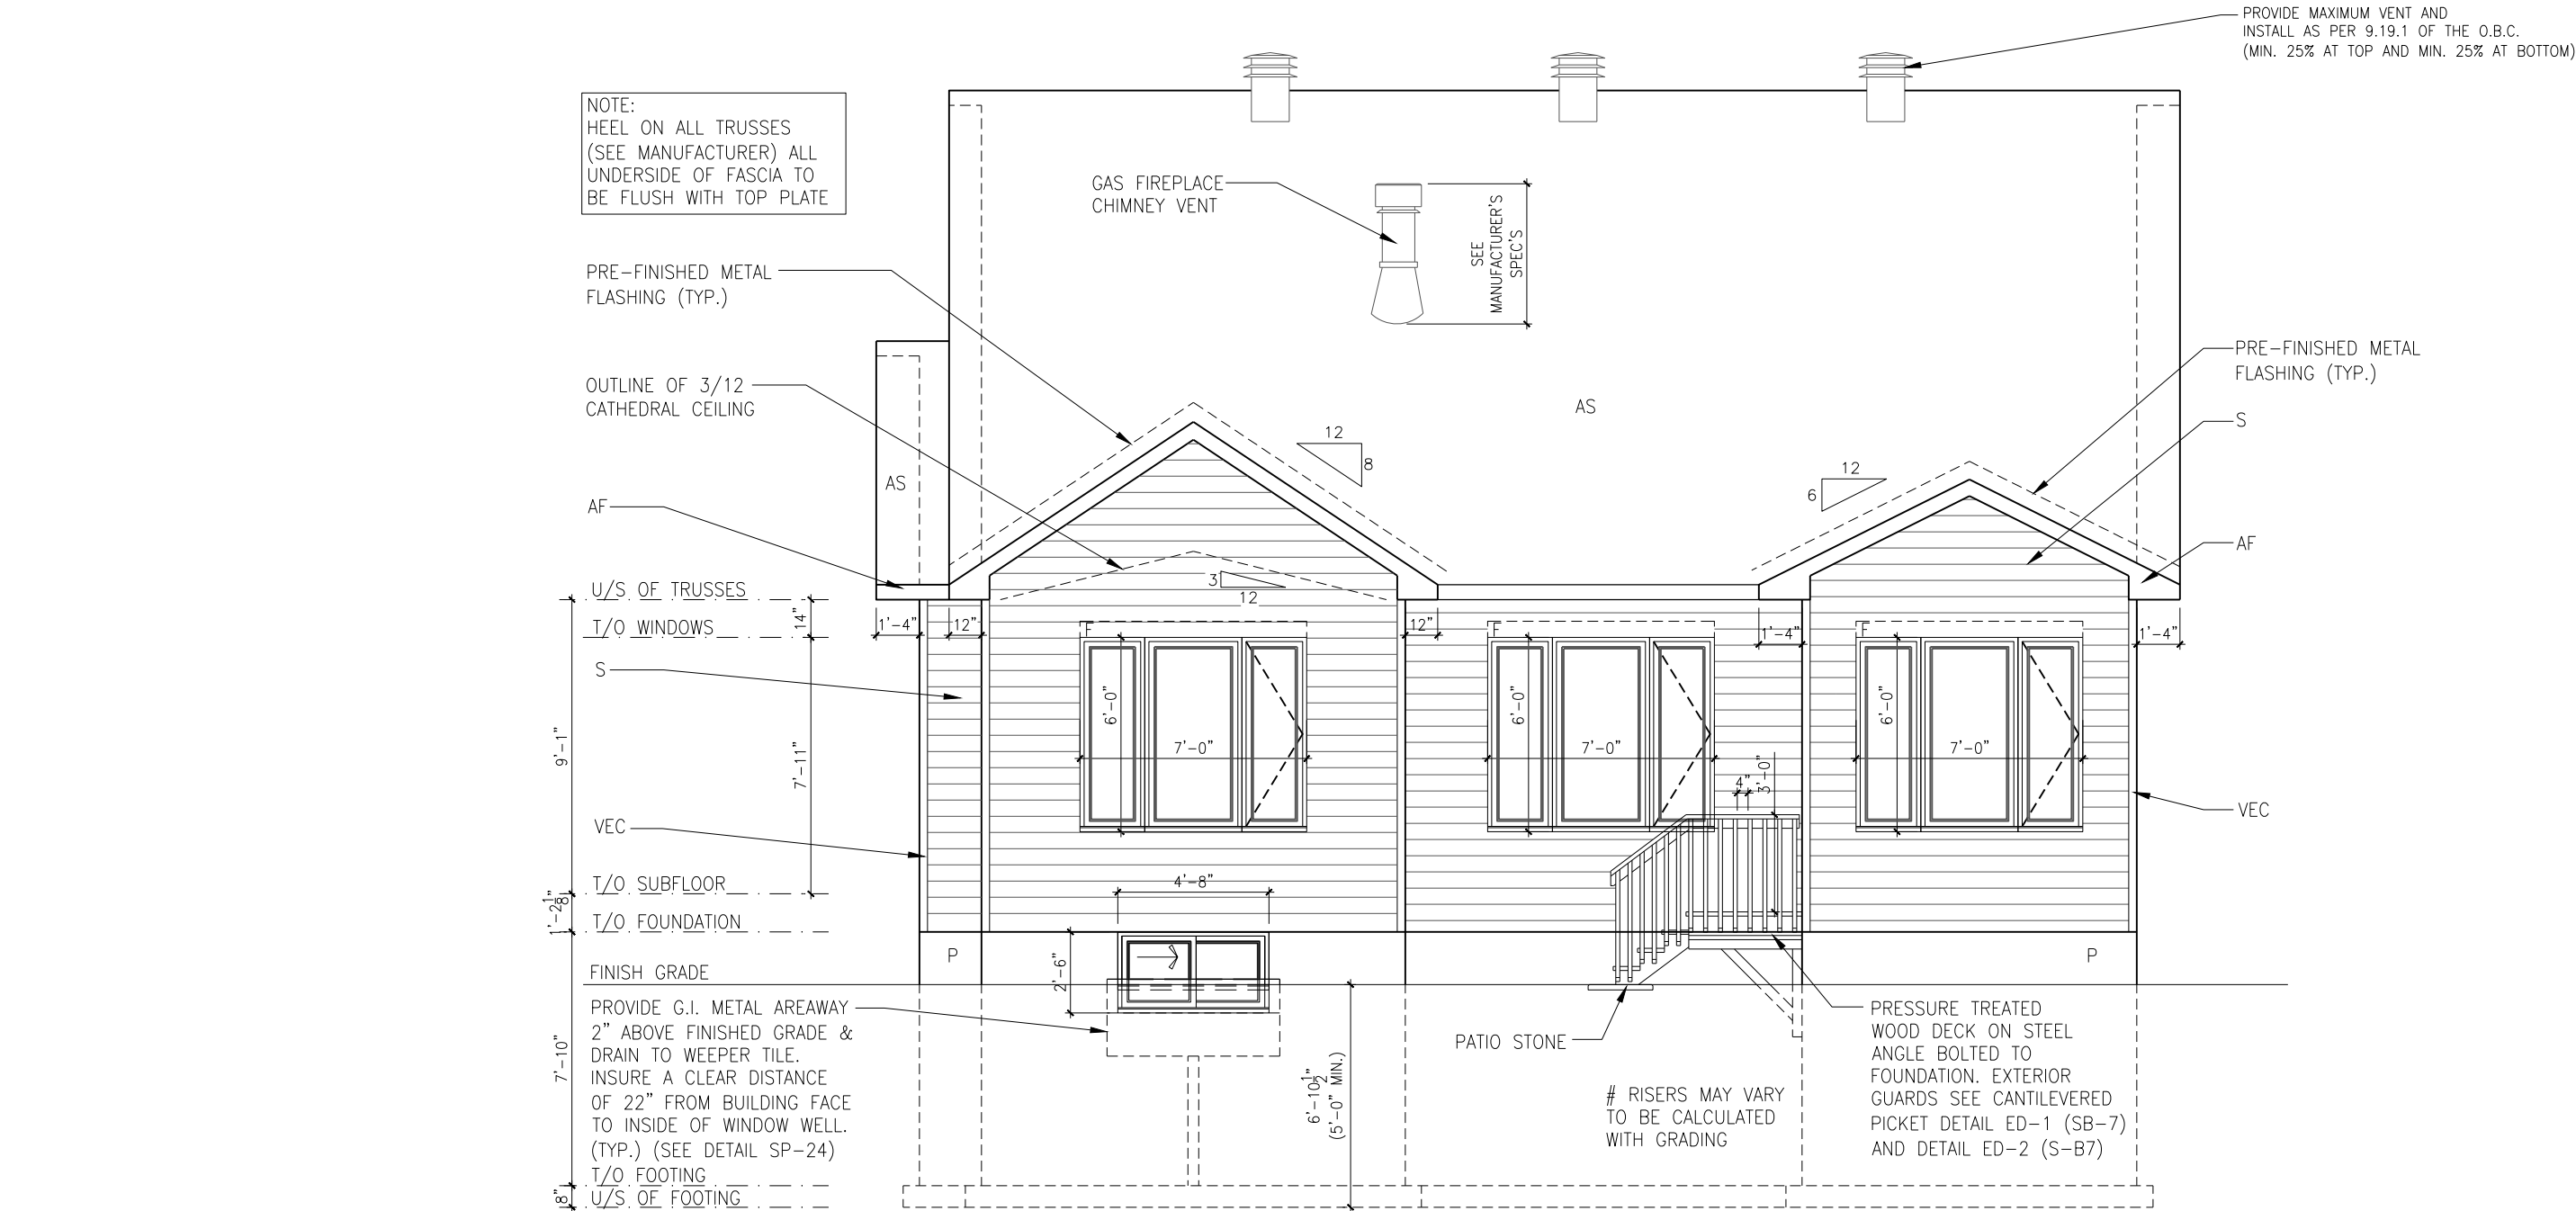 PROVIDE MAXIMUM VENT AND
INSTALL AS PER 9.19.1 OF THE O.B.C.
(MIN. 25% AT TOP AND MIN. 25% AT BOTTOM)
NOTE:
HEEL ON ALL TRUSSES
(SEE MANUFACTURER) ALL
UNDERSIDE OF FASCIA TO
BE FLUSH WITH TOP PLATE
GAS FIREPLACE
CHIMNEY VENT
SEE
MANUFACTURER'S
SPEC'S
PRE-FINISHED METAL
FLASHING (TYP.)
OUTLINE OF 3/12
CATHEDRAL CEILING
PRE-FINISHED METAL
FLASHING (TYP.)
AS
S
12
8
12
6
AS
AF
AF
3
12
U/S OF TRUSSES
T/O WINDOWS
14"
1'-4"
12"
12"
1'-4"
1'-4"
F
F
F
S
9'-1"
7'-11"
6'-0"
7'-0"
6'-0"
7'-0"
6'-0"
7'-0"
4"
3'-0"
VEC
VEC
T/O SUBFLOOR
1'-2 1/8"
T/O FOUNDATION
4'-8"
P
2'-6"
P
FINISH GRADE
PROVIDE G.I. METAL AREAWAY
2" ABOVE FINISHED GRADE &
DRAIN TO WEEPER TILE.
INSURE A CLEAR DISTANCE
OF 22" FROM BUILDING FACE
TO INSIDE OF WINDOW WELL.
(TYP.) (SEE DETAIL SP-24)
7'-10"
6'-10 1/2"
(5'-0" MIN.)
PATIO STONE
# RISERS MAY VARY
TO BE CALCULATED
WITH GRADING
PRESSURE TREATED
WOOD DECK ON STEEL
ANGLE BOLTED TO
FOUNDATION. EXTERIOR
GUARDS SEE CANTILEVERED
PICKET DETAIL ED-1 (SB-7)
AND DETAIL ED-2 (S-B7)
T/O FOOTING
8"
U/S OF FOOTING